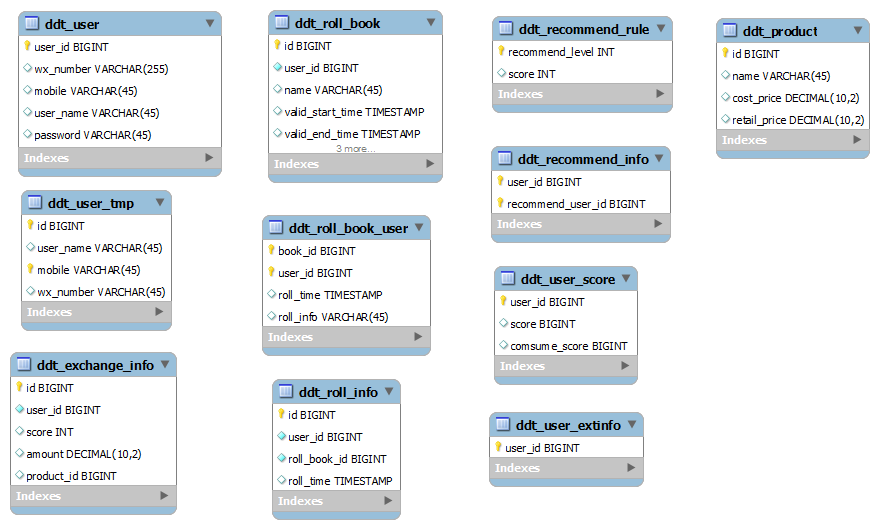 ddt_user
user_id BIGINT
wx_number VARCHAR(255)
mobile VARCHAR(45)
user_name VARCHAR(45)
password VARCHAR(45)
Indexes
ddt_user_tmp
id BIGINT
user_name VARCHAR(45)
mobile VARCHAR(45)
wx_number VARCHAR(45)
Indexes
ddt_exchange_info
id BIGINT
user_id BIGINT
score INT
amount DECIMAL(10,2)
product_id BIGINT
Indexes
ddt_roll_book
id BIGINT
user_id BIGINT
name VARCHAR(45)
valid_start_time TIMESTAMP
valid_end_time TIMESTAMP
3 more...
Indexes
ddt_roll_book_user
book_id BIGINT
user_id BIGINT
roll_time TIMESTAMP
roll_info VARCHAR(45)
Indexes
ddt_roll_info
id BIGINT
user_id BIGINT
roll_book_id BIGINT
roll_time TIMESTAMP
Indexes
ddt_recommend_rule
recommend_level INT
score INT
Indexes
ddt_recommend_info
user_id BIGINT
recommend_user_id BIGINT
Indexes
ddt_user_score
user_id BIGINT
score BIGINT
comsume_score BIGINT
Indexes
ddt_user_extinfo
user_id BIGINT
Indexes
ddt_product
id BIGINT
name VARCHAR(45)
cost_price DECIMAL(10,2)
retail_price DECIMAL(10,2)
Indexes